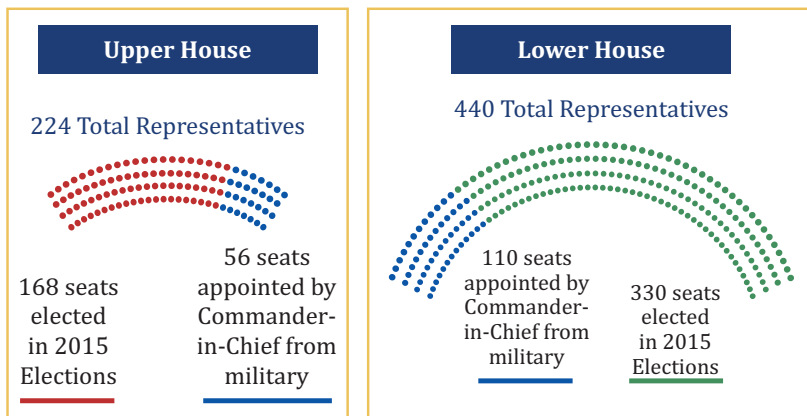 Upper House
224 Total Representatives
168 seats
elected
in 2015
Elections
56 seats
appointed by
Commander-
in-Chief from
military
Lower House
440 Total Representatives
110 seats
appointed by
Commander-
in-Chief from
military
330 seats
elected
in 2015
Elections